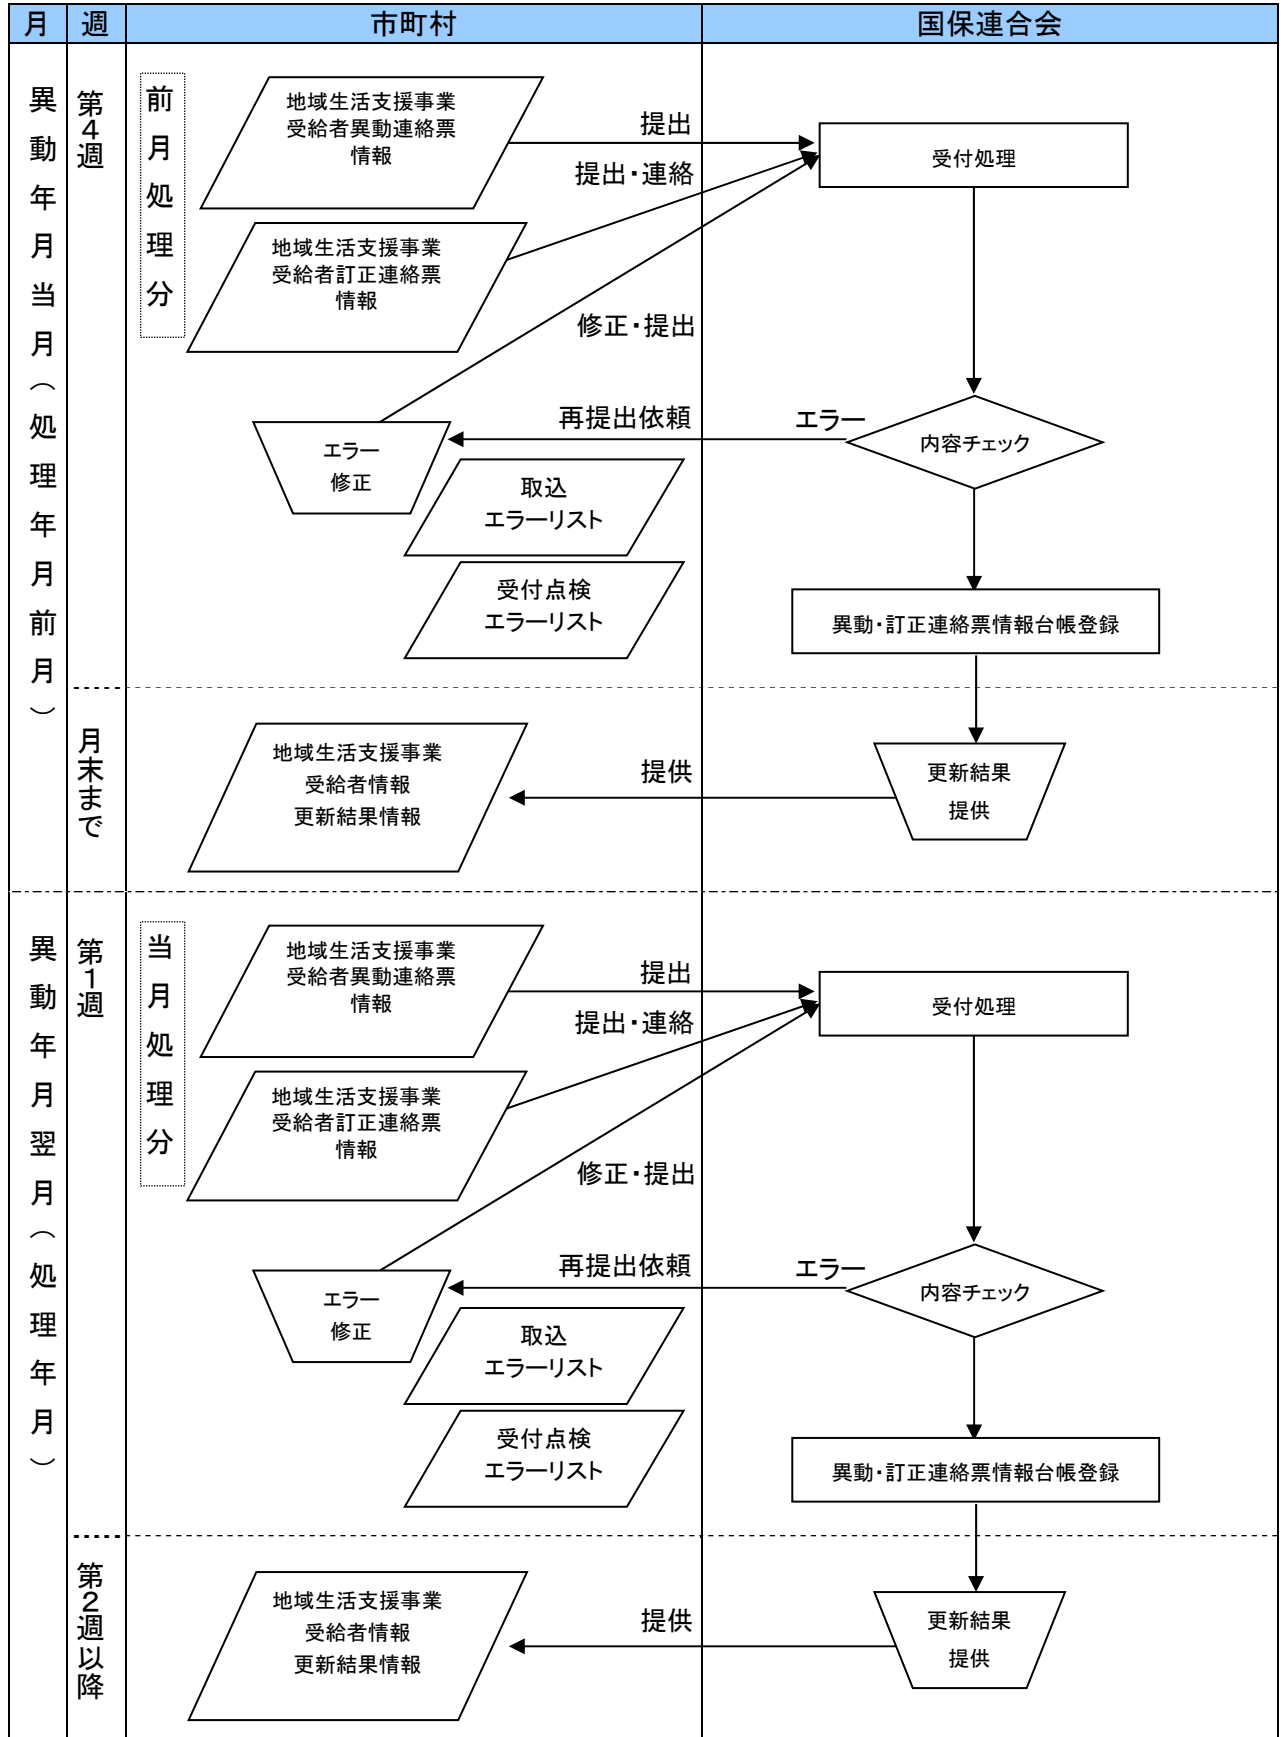 月 週 市町村 国保連合会
異動年月当月（処理年月前月）
第4週
前月処理分
地域生活支援事業
受給者異動連絡票
情報
提出
受付処理
提出・連絡
地域生活支援事業
受給者訂正連絡票
情報
修正・提出
再提出依頼
エラー
内容チェック
エラー
修正
取込
エラーリスト
受付点検
エラーリスト
異動・訂正連絡票情報台帳登録
月末まで
地域生活支援事業
受給者情報
更新結果情報
提供
更新結果
提供
異動年月翌月（処理年月）
第1週
当月処理分
地域生活支援事業
受給者異動連絡票
情報
提出
受付処理
提出・連絡
地域生活支援事業
受給者訂正連絡票
情報
修正・提出
再提出依頼
エラー
内容チェック
エラー
修正
取込
エラーリスト
受付点検
エラーリスト
異動・訂正連絡票情報台帳登録
第2週以降
地域生活支援事業
受給者情報
更新結果情報
提供
更新結果
提供